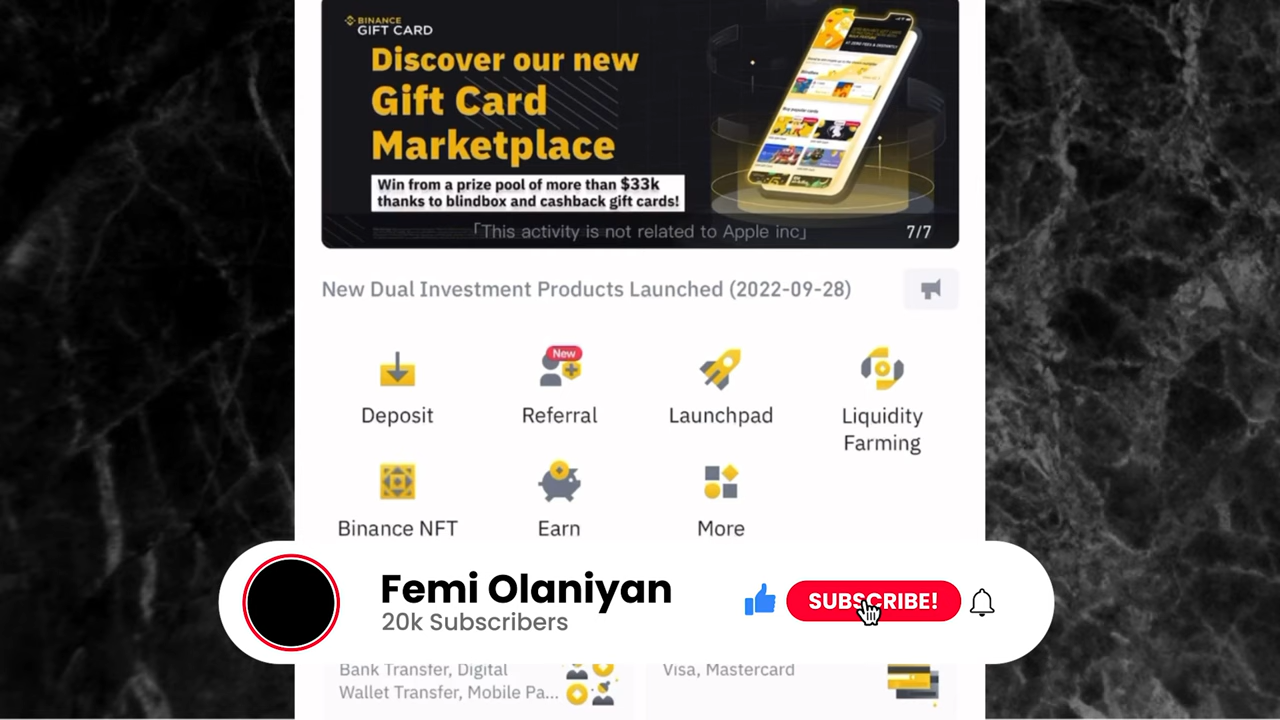 BINANCE
GIFT CARD
Discover our new
Gift Card
Marketplace
Win from a prize pool of more than $33k
thanks to blindbox and cashback gift cards!
「This activity is not related to Apple inc」
7/7
New Dual Investment Products Launched (2022-09-28)
New
Deposit
Referral
Launchpad
Liquidity
Farming
Binance NFT
Earn
More
Femi Olaniyan
20k Subscribers
SUBSCRIBE!
Bank Transfer, Digital
Wallet Transfer, Mobile Pa...
Visa, Mastercard